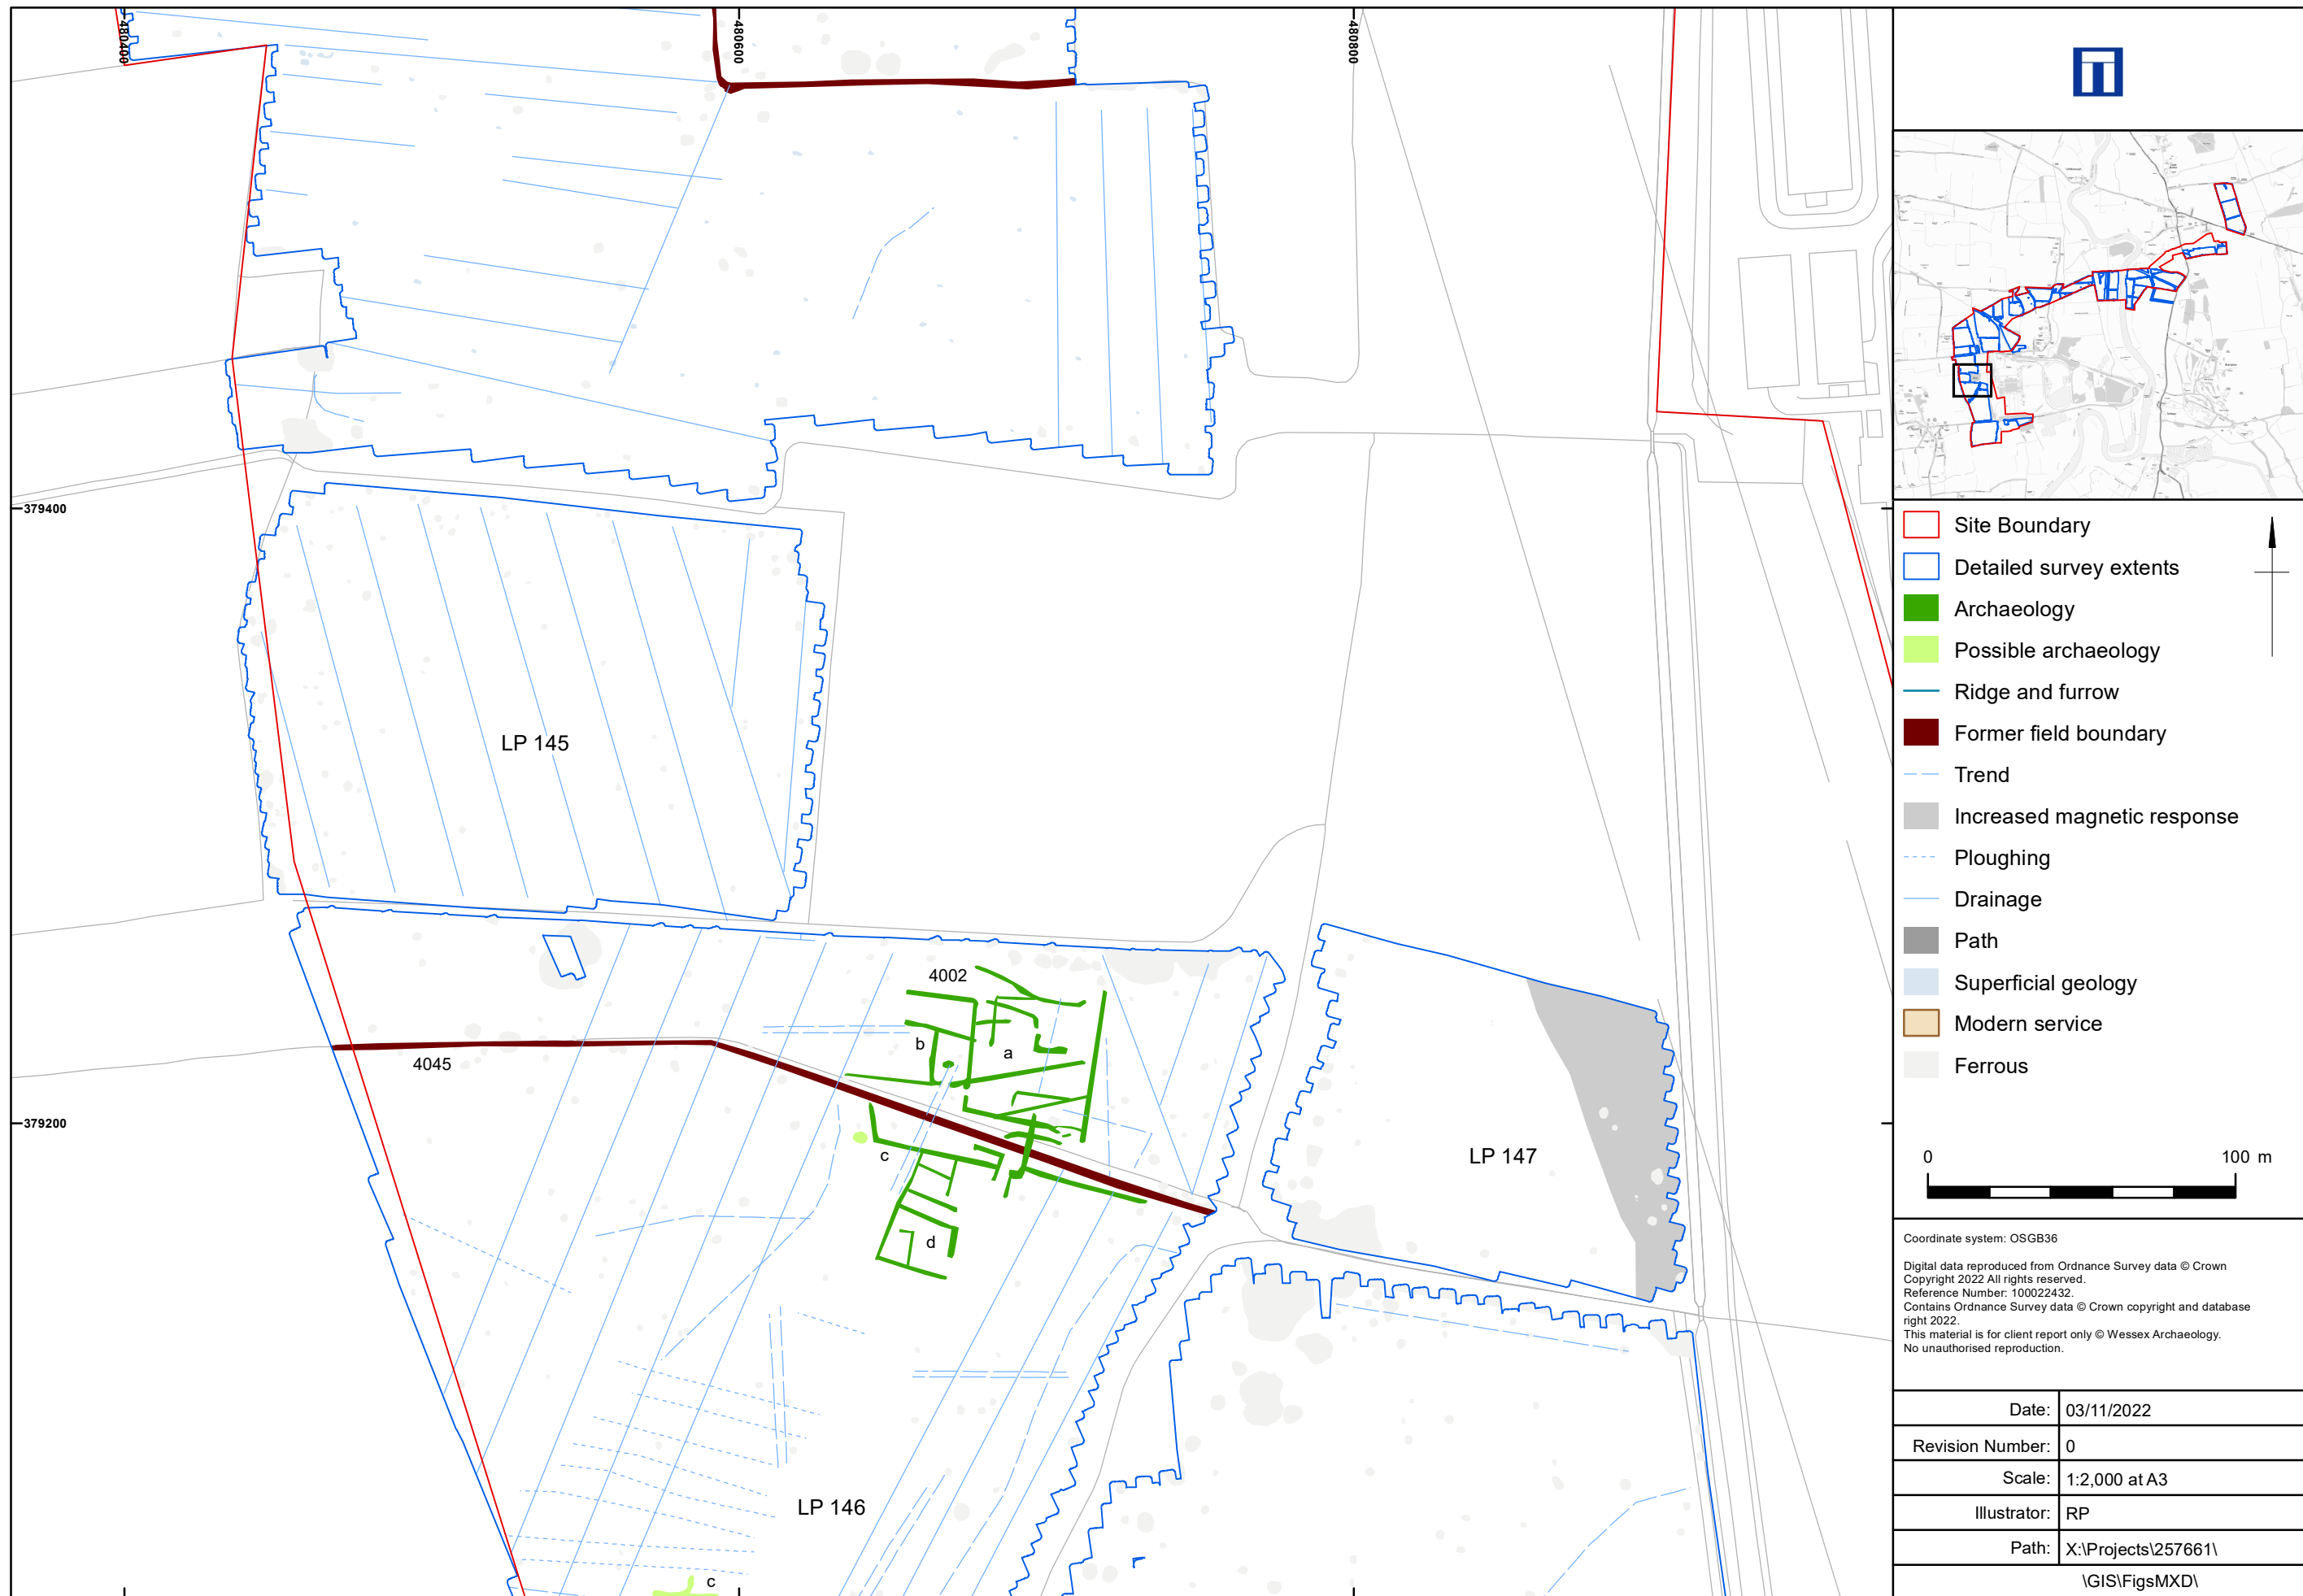 480400
480600
480800
379400
379200
LP 145
4002
b
a
4045
c
d
LP 147
LP 146
c
Site Boundary
Detailed survey extents
Archaeology
Possible archaeology
Ridge and furrow
Former field boundary
Trend
Increased magnetic response
Ploughing
Drainage
Path
Superficial geology
Modern service
Ferrous
0 100 m
Coordinate system: OSGB36
Digital data reproduced from Ordnance Survey data © Crown
Copyright 2022 All rights reserved.
Reference Number: 100022432.
Contains Ordnance Survey data © Crown copyright and database
right 2022.
This material is for client report only © Wessex Archaeology.
No unauthorised reproduction.
Date: 03/11/2022
Revision Number: 0
Scale: 1:2,000 at A3
Illustrator: RP
Path: X:\Projects\257661\
\GIS\FigsMXD\